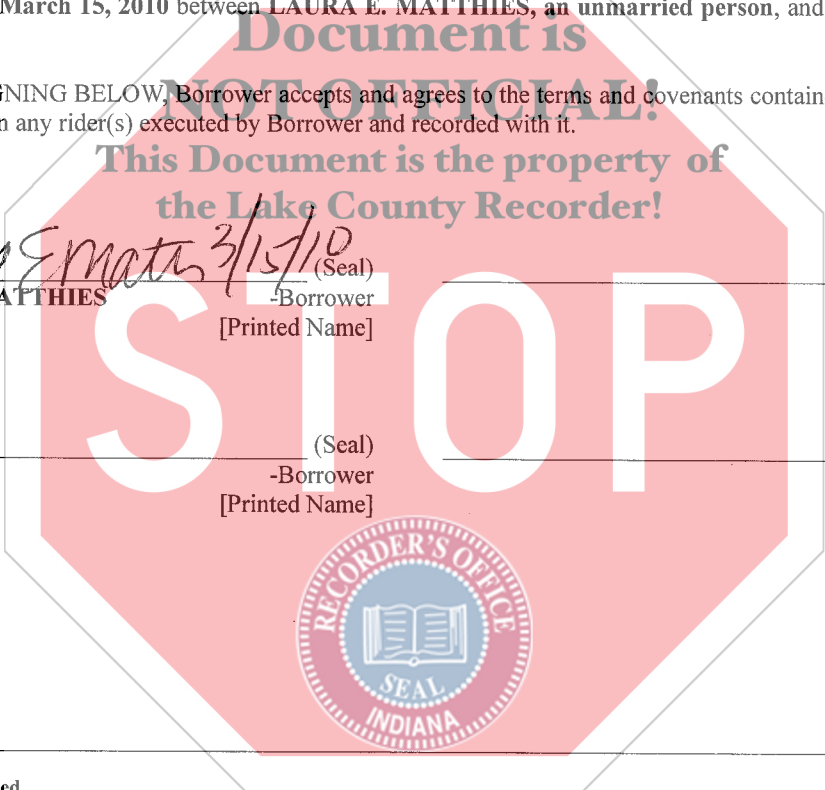 March 15, 2010 between LAURA E. MATTHIES, an unmarried person, and
Document is
NOT OFFICIAL!
GNING BELOW, Borrower accepts and agrees to the terms and covenants contain
n any rider(s) executed by Borrower and recorded with it.
This Document is the property of
the Lake County Recorder!
E Matth 3/15/10 (Seal)
ATTHIES -Borrower
[Printed Name]
STOP
(Seal)
-Borrower
[Printed Name]
RECORDER'S OFFICE
SEAL
INDIANA
ed